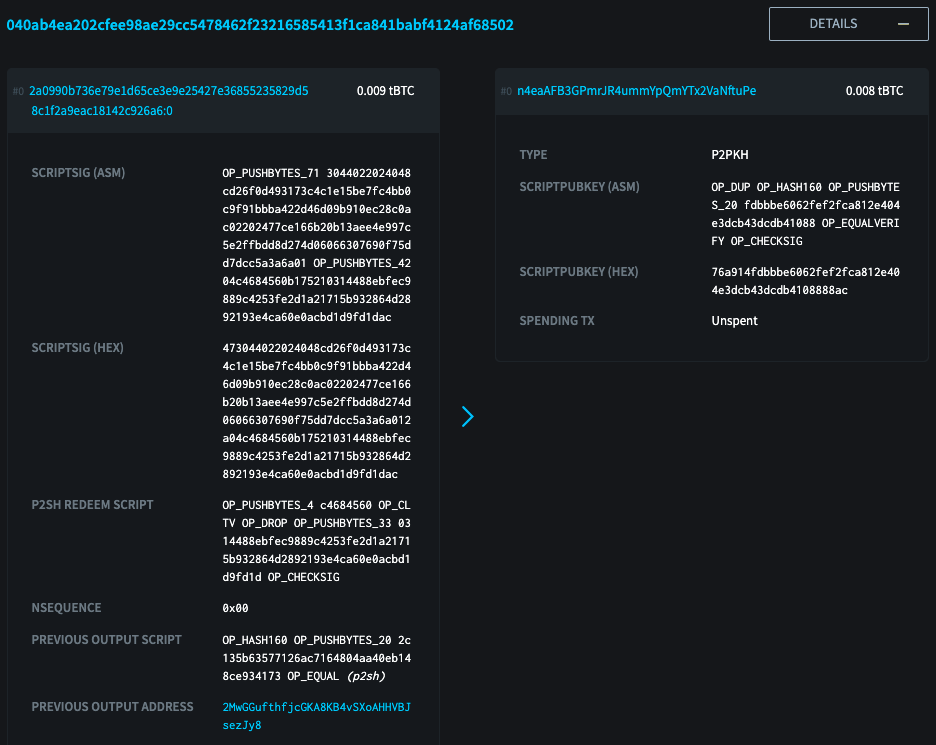 040ab4ea202cfee98ae29cc5478462f23216585413f1ca841babf4124af68502
DETAILS
#0 2a0990b736e79e1d65ce3e9e25427e36855235829d5
8c1f2a9eac18142c926a6:0
0.009 tBTC
SCRIPTSIG (ASM)
OP_PUSHBYTES_71 3044022024048
cd26f0d493173c4c1e15be7fc4bb0
c9f91bbba422d46d09b910ec28c0a
c02202477ce166b20b13aee4e997c
5e2ffbdd8d274d06066307690f75d
d7dcc5a3a6a01 OP_PUSHBYTES_42
04c4684560b175210314488ebfec9
889c4253fe2d1a21715b932864d28
92193e4ca60e0acbd1d9fd1dac
SCRIPTSIG (HEX)
473044022024048cd26f0d493173c
4c1e15be7fc4bb0c9f91bbba422d4
6d09b910ec28c0ac02202477ce166
b20b13aee4e997c5e2ffbdd8d274d
06066307690f75dd7dcc5a3a6a012
a04c4684560b175210314488ebfec
9889c4253fe2d1a21715b932864d2
892193e4ca60e0acbd1d9fd1dac
P2SH REDEEM SCRIPT
OP_PUSHBYTES_4 c4684560 OP_CL
TV OP_DROP OP_PUSHBYTES_33 03
14488ebfec9889c4253fe2d1a2171
5b932864d2892193e4ca60e0acbd1
d9fd1d OP_CHECKSIG
NSEQUENCE
0x00
PREVIOUS OUTPUT SCRIPT
OP_HASH160 OP_PUSHBYTES_20 2c
135b63577126ac7164804aa40eb14
8ce934173 OP_EQUAL (p2sh)
PREVIOUS OUTPUT ADDRESS
2MwGGufthfjcGKA8KB4vSXoAHHVBJ
sezJy8
#0 n4eaAFB3GPmrJR4ummYpQmYTx2VaNftuPe
0.008 tBTC
TYPE
P2PKH
SCRIPTPUBKEY (ASM)
OP_DUP OP_HASH160 OP_PUSHBYTE
S_20 fdbbbe6062fef2fca812e404
e3dcb43dcdb41088 OP_EQUALVERI
FY OP_CHECKSIG
SCRIPTPUBKEY (HEX)
76a914fdbbbe6062fef2fca812e40
4e3dcb43dcdb4108888ac
SPENDING TX
Unspent